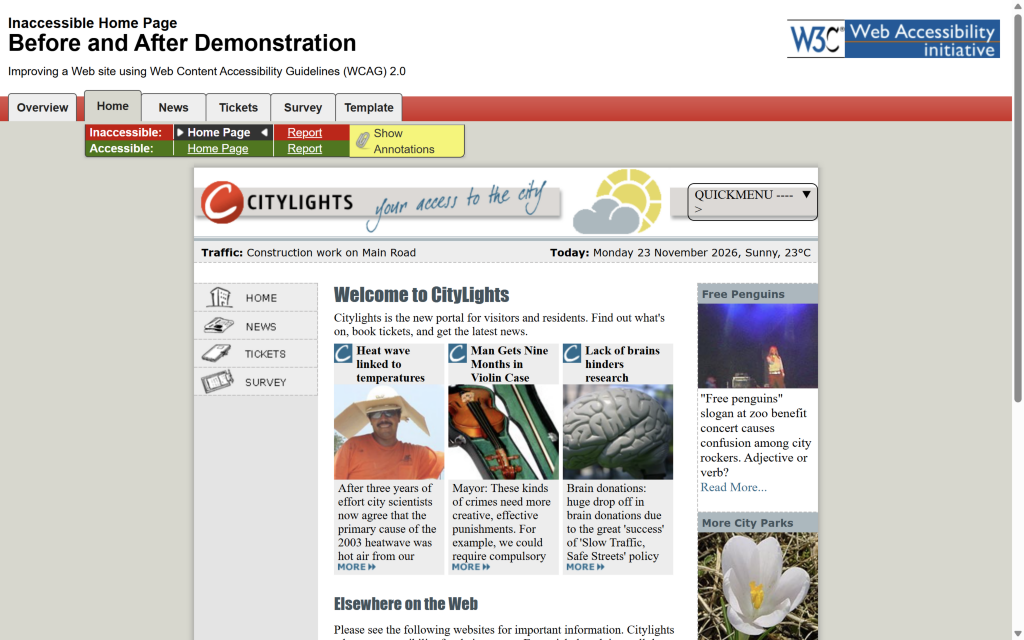 Inaccessible Home Page
Before and After Demonstration
Improving a Web site using Web Content Accessibility Guidelines (WCAG) 2.0
W3C® Web Accessibility
initiative
Overview
Home
News
Tickets
Survey
Template
Inaccessible:
Home Page
Report
Accessible:
Home Page
Report
Show
Annotations
CITYLIGHTS
your access to the city
QUICKMENU ----
>
Traffic: Construction work on Main Road
Today: Monday 23 November 2026, Sunny, 23°C
HOME
NEWS
TICKETS
SURVEY
Welcome to CityLights
Citylights is the new portal for visitors and residents. Find out what's
on, book tickets, and get the latest news.
Heat wave
linked to
temperatures
After three years of
effort city scientists
now agree that the
primary cause of the
2003 heatwave was
hot air from our
MORE
Man Gets Nine
Months in
Violin Case
Mayor: These kinds
of crimes need more
creative, effective
punishments. For
example, we could
require compulsory
MORE
Lack of brains
hinders
research
Brain donations:
huge drop off in
brain donations due
to the great 'success'
of 'Slow Traffic,
Safe Streets' policy
MORE
Elsewhere on the Web
Please see the following websites for important information. Citylights
Free Penguins
"Free penguins"
slogan at zoo benefit
concert causes
confusion among city
rockers. Adjective or
verb?
Read More...
More City Parks